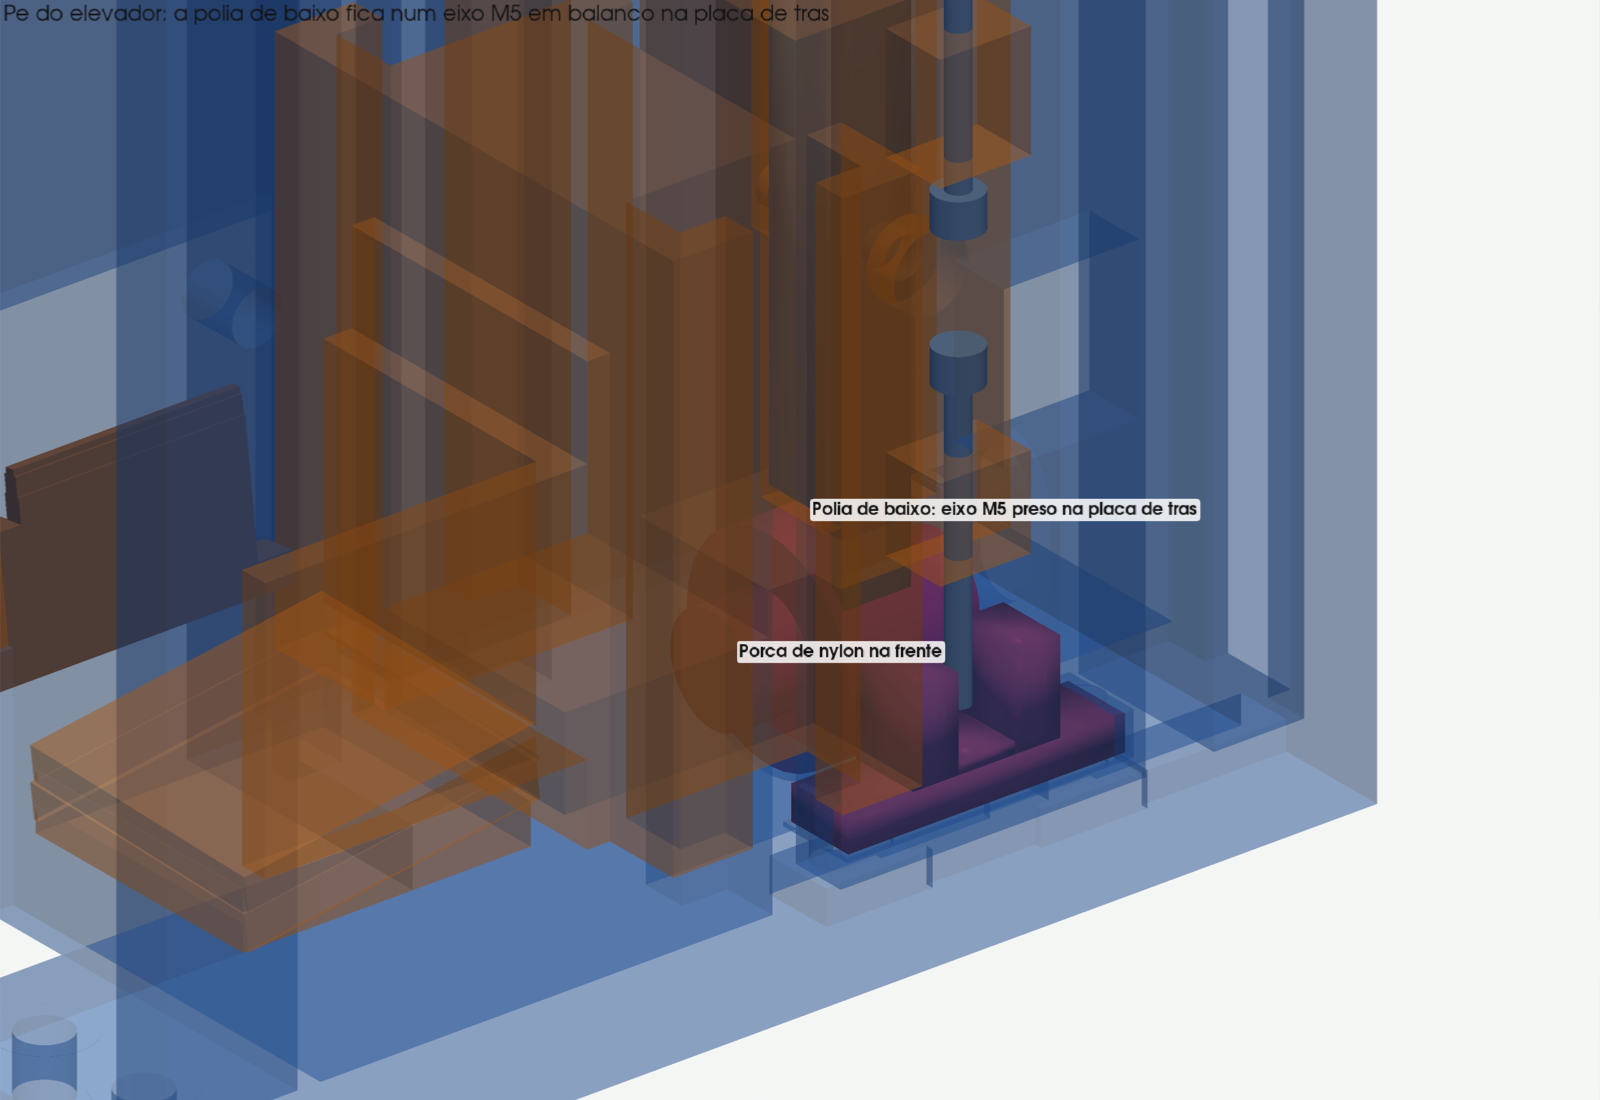 Pe do elevador: a polia de baixo fica num eixo M5 em balanco na placa de tras
Polia de baixo: eixo M5 preso na placa de tras
Porca de nylon na frente